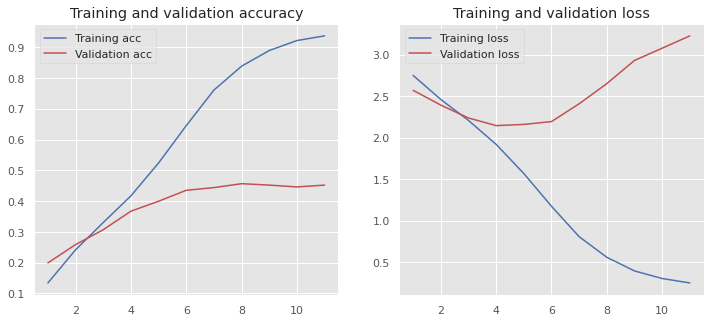 Training and validation accuracy
Training acc
Validation acc
0.9
0.8
0.7
0.6
0.5
0.4
0.3
0.2
0.1
2 4 6 8 10
Training and validation loss
Training loss
Validation loss
3.0
2.5
2.0
1.5
1.0
0.5
2 4 6 8 10